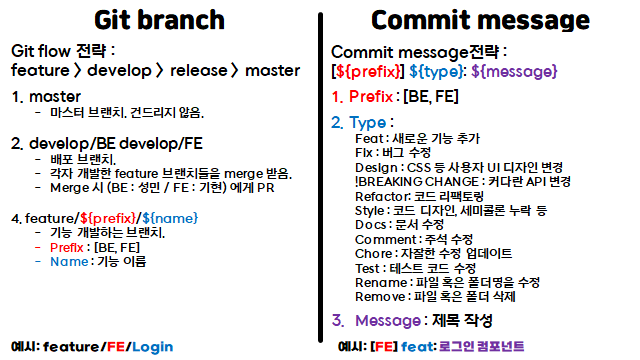 Git branch
Git flow 전략 :
feature > develop > release > master
1. master
- 마스터 브랜치. 건드리지 않음.
2. develop/BE develop/FE
- 배포 브랜치.
- 각자 개발한 feature 브랜치들을 merge 받음.
- Merge 시 (BE : 성민 / FE : 기현) 에게 PR
4. feature/${prefix}/${name}
- 기능 개발하는 브랜치.
- Prefix : [BE, FE]
- Name : 기능 이름
예시: feature/FE/Login
Commit message
Commit message전략 :
[${prefix}] ${type}: ${message}
1. Prefix : [BE, FE]
2. Type :
Feat : 새로운 기능 추가
Fix : 버그 수정
Design : CSS 등 사용자 UI 디자인 변경
!BREAKING CHANGE : 커다란 API 변경
Refactor: 코드 리팩토링
Style : 코드 디자인, 세미콜론 누락 등
Docs : 문서 수정
Comment : 주석 수정
Chore : 자잘한 수정 업데이트
Test : 테스트 코드 수정
Rename : 파일 혹은 폴더명을 수정
Remove : 파일 혹은 폴더 삭제
3. Message : 제목 작성
예시: [FE] feat: 로그인 컴포넌트